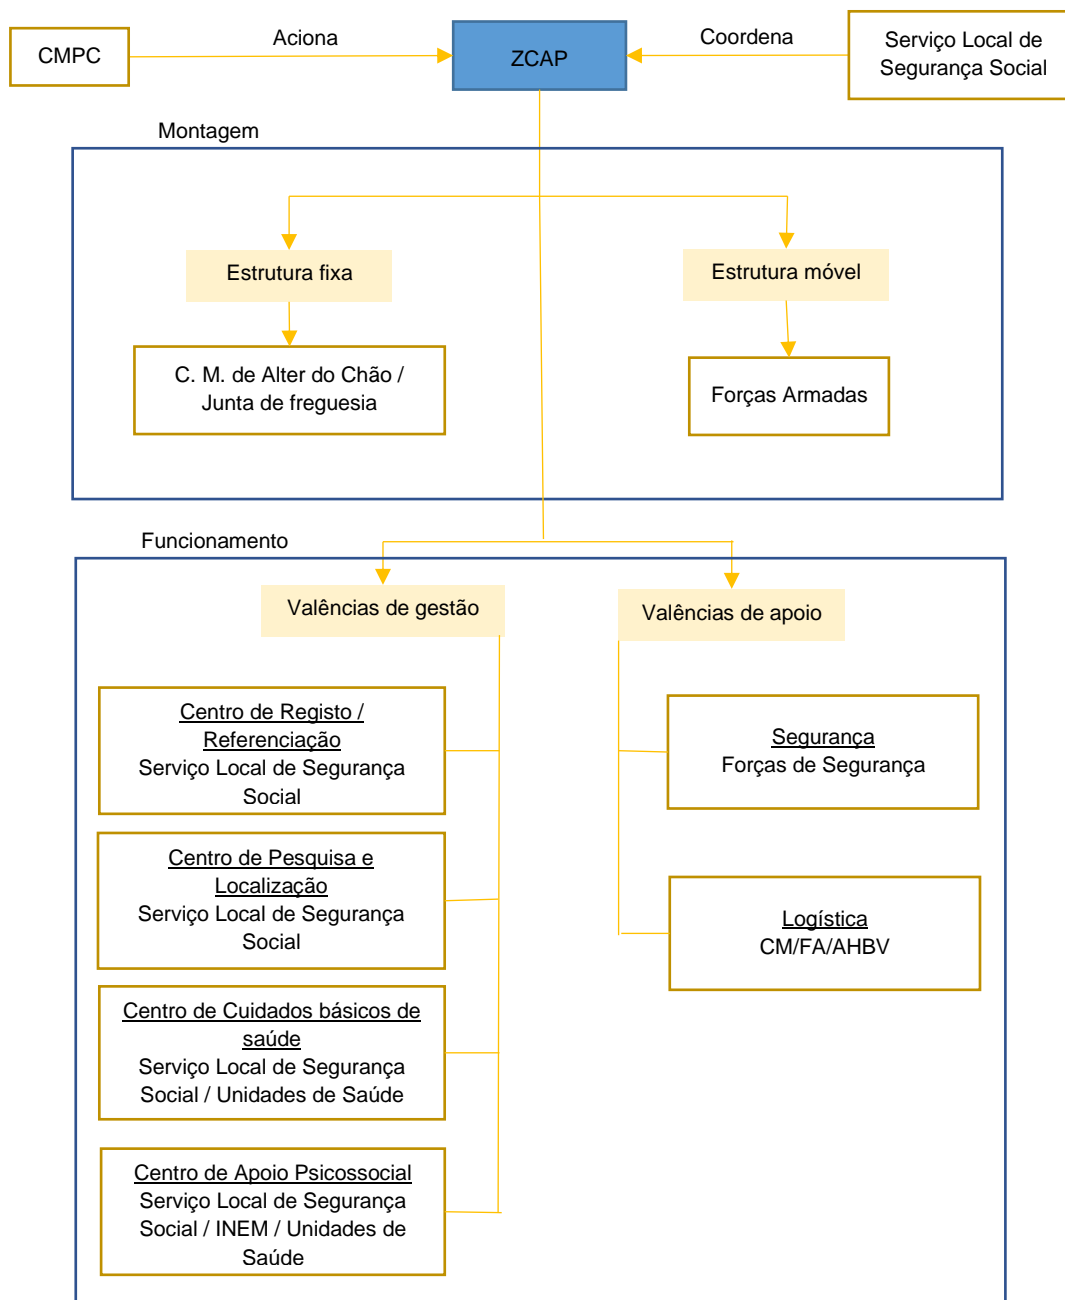 CMPC
Aciona
ZCAP
Coordena
Serviço Local de
Segurança Social
Montagem
Estrutura fixa
Estrutura móvel
C. M. de Alter do Chão /
Junta de freguesia
Forças Armadas
Funcionamento
Valências de gestão
Valências de apoio
Centro de Registo /
Referenciação
Serviço Local de Segurança
Social
Segurança
Forças de Segurança
Centro de Pesquisa e
Localização
Serviço Local de Segurança
Social
Logística
CM/FA/AHBV
Centro de Cuidados básicos de
saúde
Serviço Local de Segurança
Social / Unidades de Saúde
Centro de Apoio Psicossocial
Serviço Local de Segurança
Social / INEM / Unidades de
Saúde